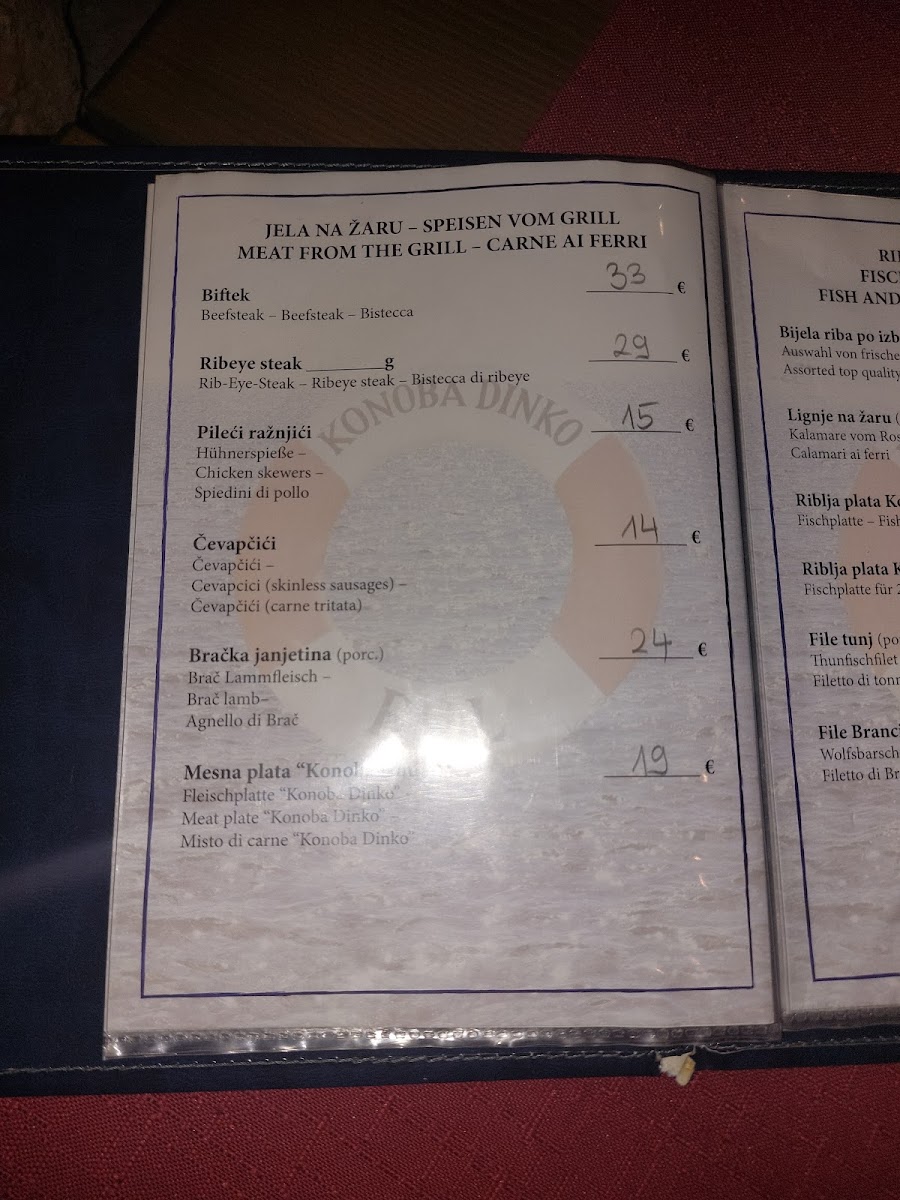 JELA NA ŽARU – SPEISEN VOM GRILL
MEAT FROM THE GRILL – CARNE AI FERRI
Biftek 33 €
Beefsteak – Beefsteak – Bistecca
Ribeye steak ________g 29 €
Rib-Eye-Steak – Ribeye steak – Bistecca di ribeye
KONOBA DINKO
Pileći ražnjići 15 €
Hühnerspieße –
Chicken skewers –
Spiedini di pollo
Čevapčići 14 €
Čevapčići –
Cevapcici (skinless sausages) –
Čevapčići (carne tritata)
Bračka janjetina (porc.) 24 €
Brač Lammfleisch –
Brač lamb–
Agnello di Brač
Mesna plata “Konob 19 €
Fleischplatte “Konoba Dinko” –
Meat plate “Konoba Dinko” –
Misto di carne “Konoba Dinko”
RI
FISC
FISH AND
Bijela riba po izb
Auswahl von frische
Assorted top quality
Lignje na žaru (
Kalamare vom Ros
Calamari ai ferri
Riblja plata K
Fischplatte – Fish
Riblja plata K
Fischplatte für 2
File tunj (po
Thunfischfilet
Filetto di tonn
File Branci
Wolfsbarsch
Filetto di Br